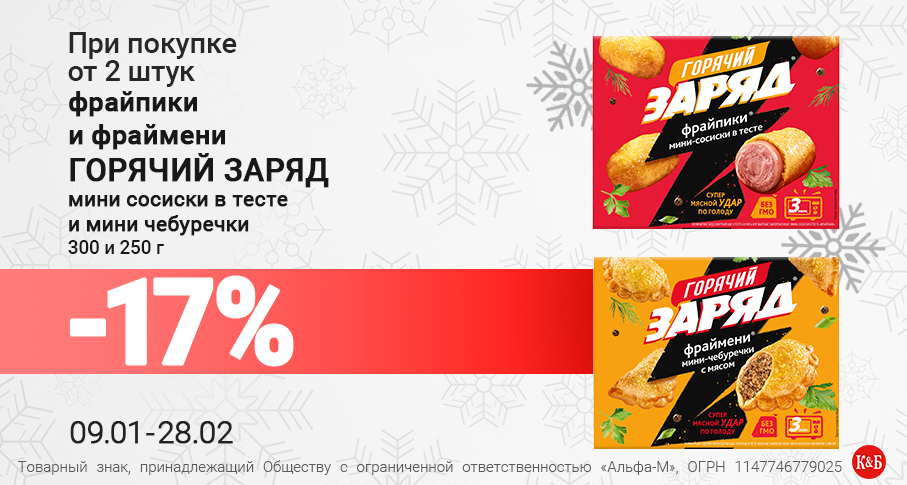 При покупке
от 2 штук
фрайпики
и фраймени
ГОРЯЧИЙ ЗАРЯД
мини сосиски в тесте
и мини чебуречки
300 и 250 г
-17%
09.01-28.02
ГОРЯЧИЙ
ЗАРЯД®
фрайпики®
мини-сосиски в тесте
СУПЕР
МЯСНОЙ УДАР
ПО ГОЛОДУ
БЕЗ
ГМО
3
ГОРЯЧИЙ
ЗАРЯД®
фраймени®
мини-чебуречки
с мясом
СУПЕР
МЯСНОЙ УДАР
ПО ГОЛОДУ
БЕЗ
ГМО
3
Товарный знак, принадлежащий Обществу с ограниченной ответственностью «Альфа-М», ОГРН 1147746779025
К&Б